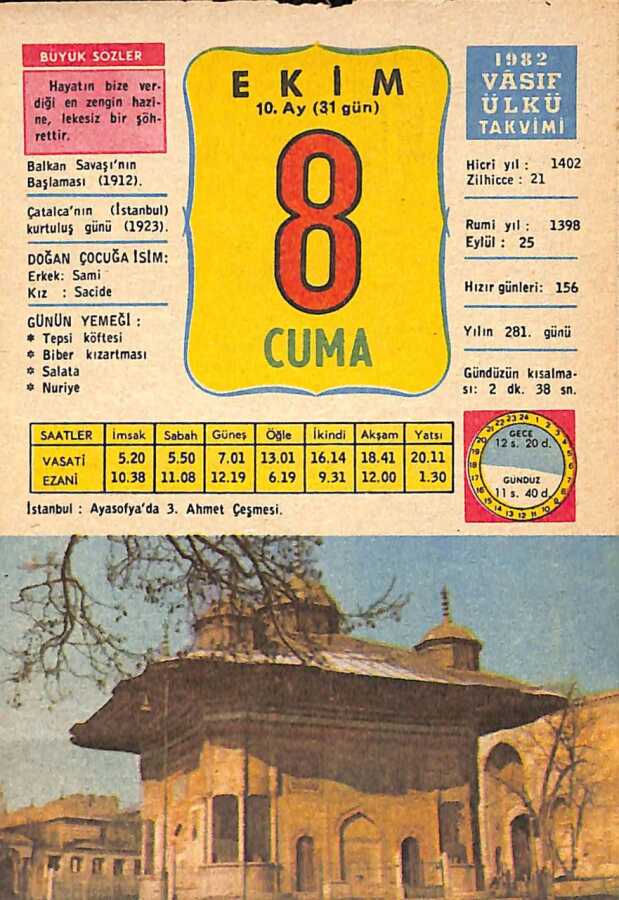 BÜYÜK SÖZLER
Hayatın bize ver-
diği en zengin hazi-
ne, lekesiz bir şöh-
rettir.
Balkan Savaşı'nın
Başlaması (1912).
Çatalca'nın (İstanbul)
kurtuluş günü (1923).
DOĞAN ÇOCUĞA İSİM:
Erkek: Sami
Kız : Sacide
GÜNÜN YEMEĞİ :
* Tepsi köftesi
* Biber kızartması
* Salata
* Nuriye
EKİM
10. Ay (31 gün)
8
CUMA
1982
VÂSIF
ÜLKÜ
TAKVİMİ
Hicri yıl : 1402
Zilhicce : 21
Rumi yıl : 1398
Eylül : 25
Hızır günleri: 156
Yılın 281. günü
Gündüzün kısalma-
sı: 2 dk. 38 sn.
SAATLER İmsak Sabah Güneş Öğle İkindi Akşam Yatsı
VASATİ 5.20 5.50 7.01 13.01 16.14 18.41 20.11
EZANİ 10.38 11.08 12.19 6.19 9.31 12.00 1.30
GECE
12 s. 20 d.
GÜNDÜZ
11 s. 40 d.
İstanbul : Ayasofya'da 3. Ahmet Çeşmesi.